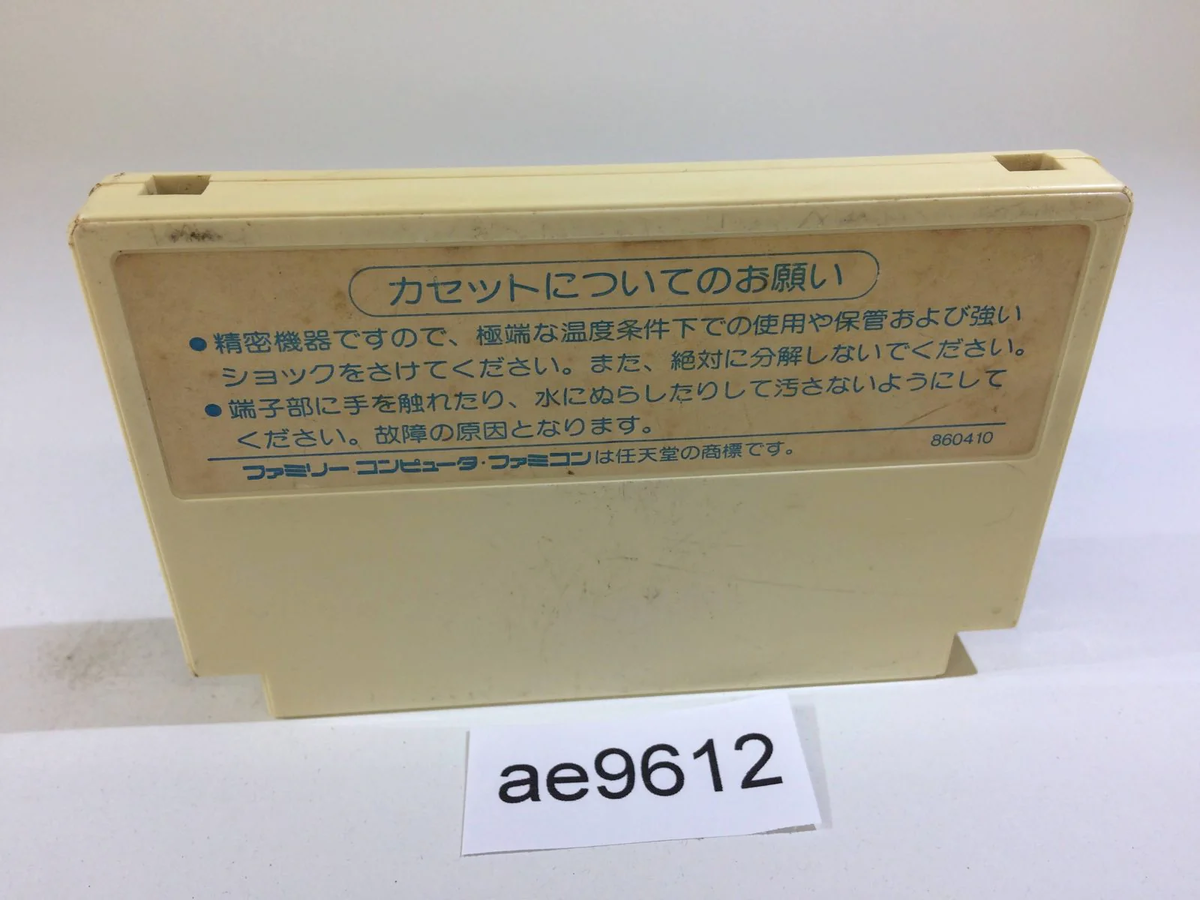 カセットについてのお願い
●精密機器ですので、極端な温度条件下での使用や保管および強い
ショックをさけてください。また、絶対に分解しないでください。
●端子部に手を触れたり、水にぬらしたりして汚さないようにして
ください。故障の原因となります。
860410
ファミリーコンピュータ・ファミコンは任天堂の商標です。
ae9612